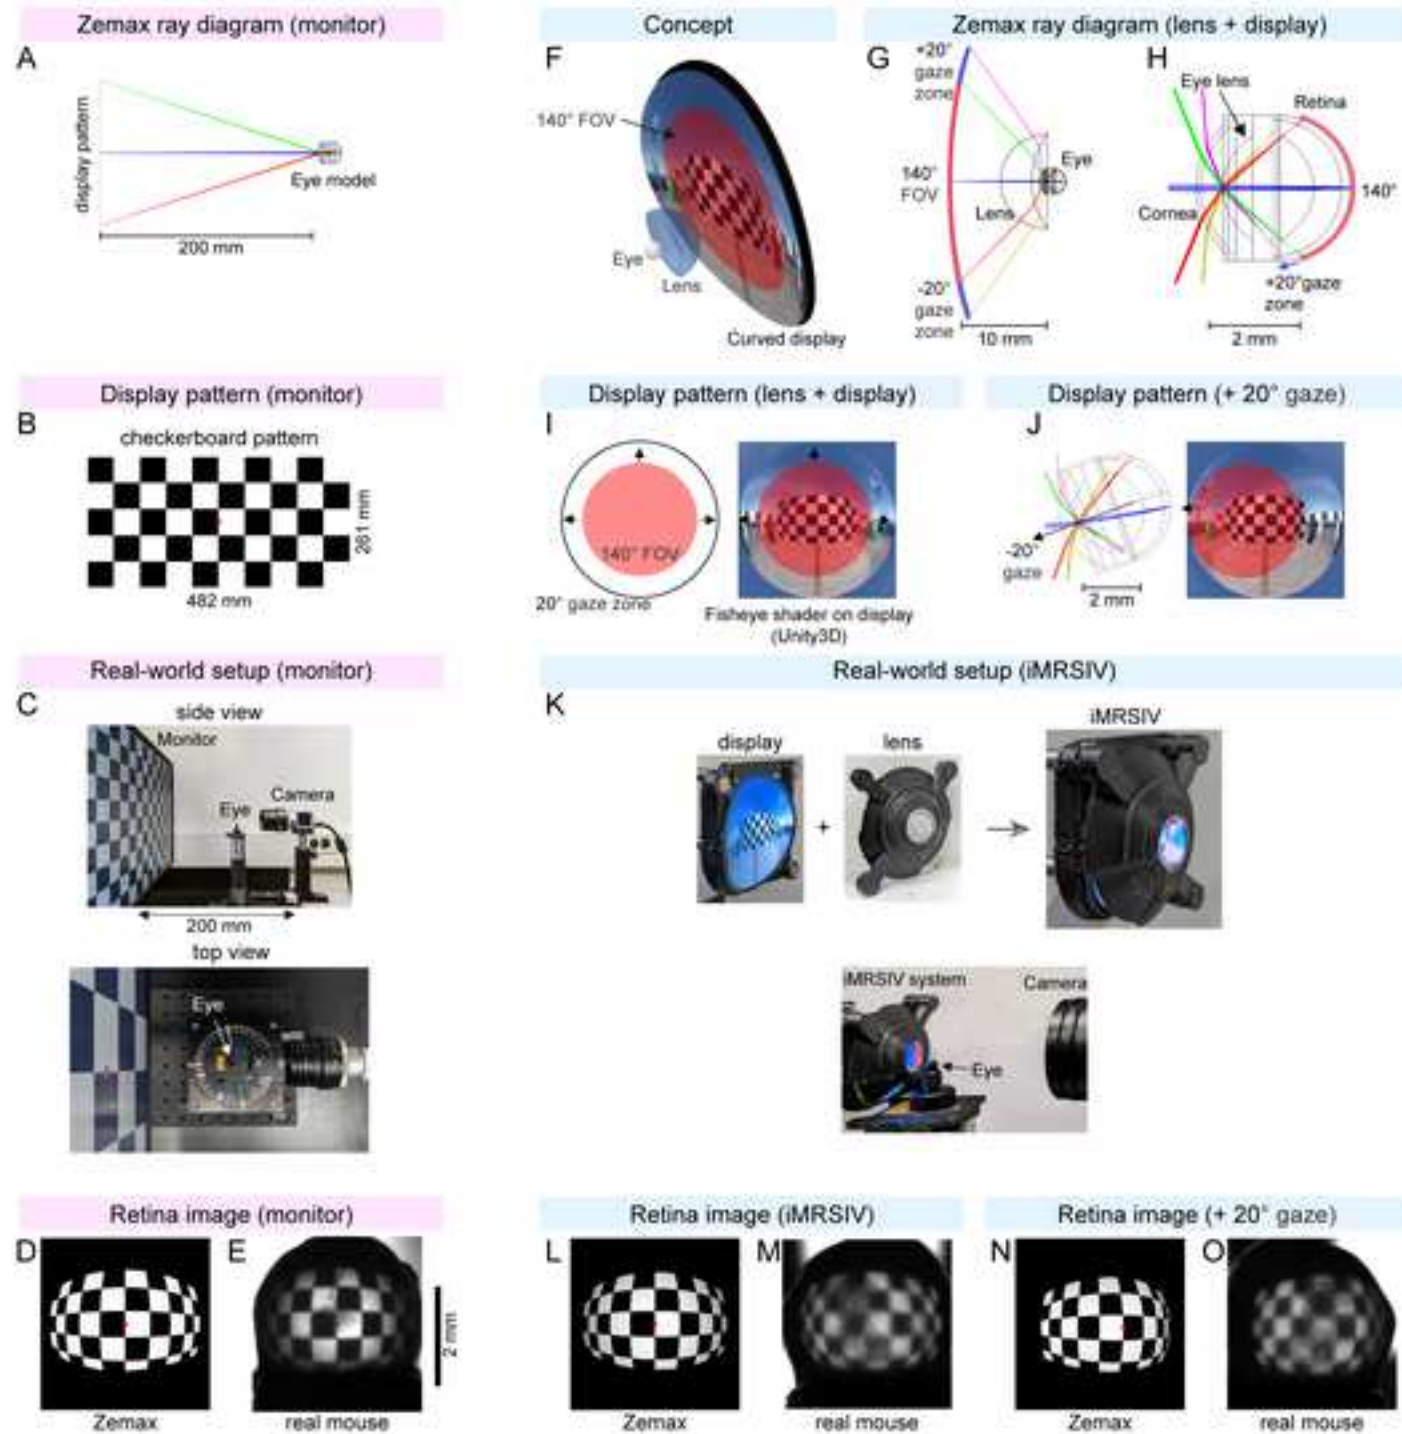 Zemax ray diagram (monitor)
A
display pattern
Eye model
200 mm
Display pattern (monitor)
B
checkerboard pattern
261 mm
482 mm
Real-world setup (monitor)
C
side view
Monitor
Camera
Eye
200 mm
top view
Eye
Retina image (monitor)
D
E
2 mm
Zemax
real mouse
Concept
F
140° FOV
Eye
Lens
Curved display
Zemax ray diagram (lens + display)
G
+20°
gaze
zone
140°
FOV
Lens
Eye
-20°
gaze
zone
10 mm
H
Eye lens
Retina
140°
Cornea
+20°gaze
zone
2 mm
Display pattern (lens + display)
I
140° FOV
20° gaze zone
Fisheye shader on display
(Unity3D)
Display pattern (+ 20° gaze)
J
-20°
gaze
2 mm
Real-world setup (iMRSIV)
K
display
+
lens
iMRSIV
iMRSIV system
Camera
Eye
Retina image (iMRSIV)
L
M
Zemax
real mouse
Retina image (+ 20° gaze)
N
O
Zemax
real mouse